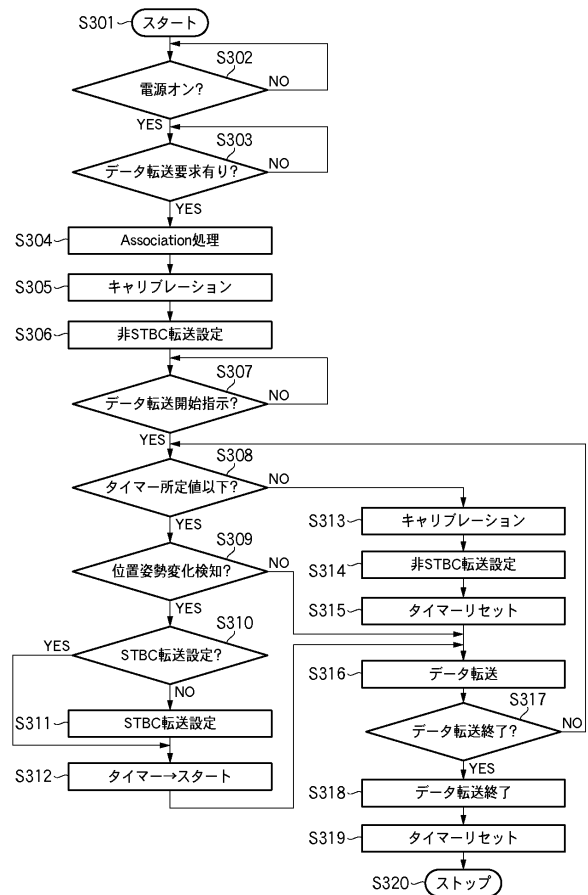 S301 スタート
S302
電源オン?
NO
YES
S303
データ転送要求有り?
NO
YES
S304 Association処理
S305 キャリブレーション
S306 非STBC転送設定
S307
データ転送開始指示?
NO
YES
S308
タイマー所定値以下?
NO
YES
S309
位置姿勢変化検知?
NO
YES
S310
STBC転送設定?
YES
NO
S311 STBC転送設定
S312 タイマー→スタート
S313 キャリブレーション
S314 非STBC転送設定
S315 タイマーリセット
S316 データ転送
S317
データ転送終了?
NO
YES
S318 データ転送終了
S319 タイマーリセット
S320 ストップ